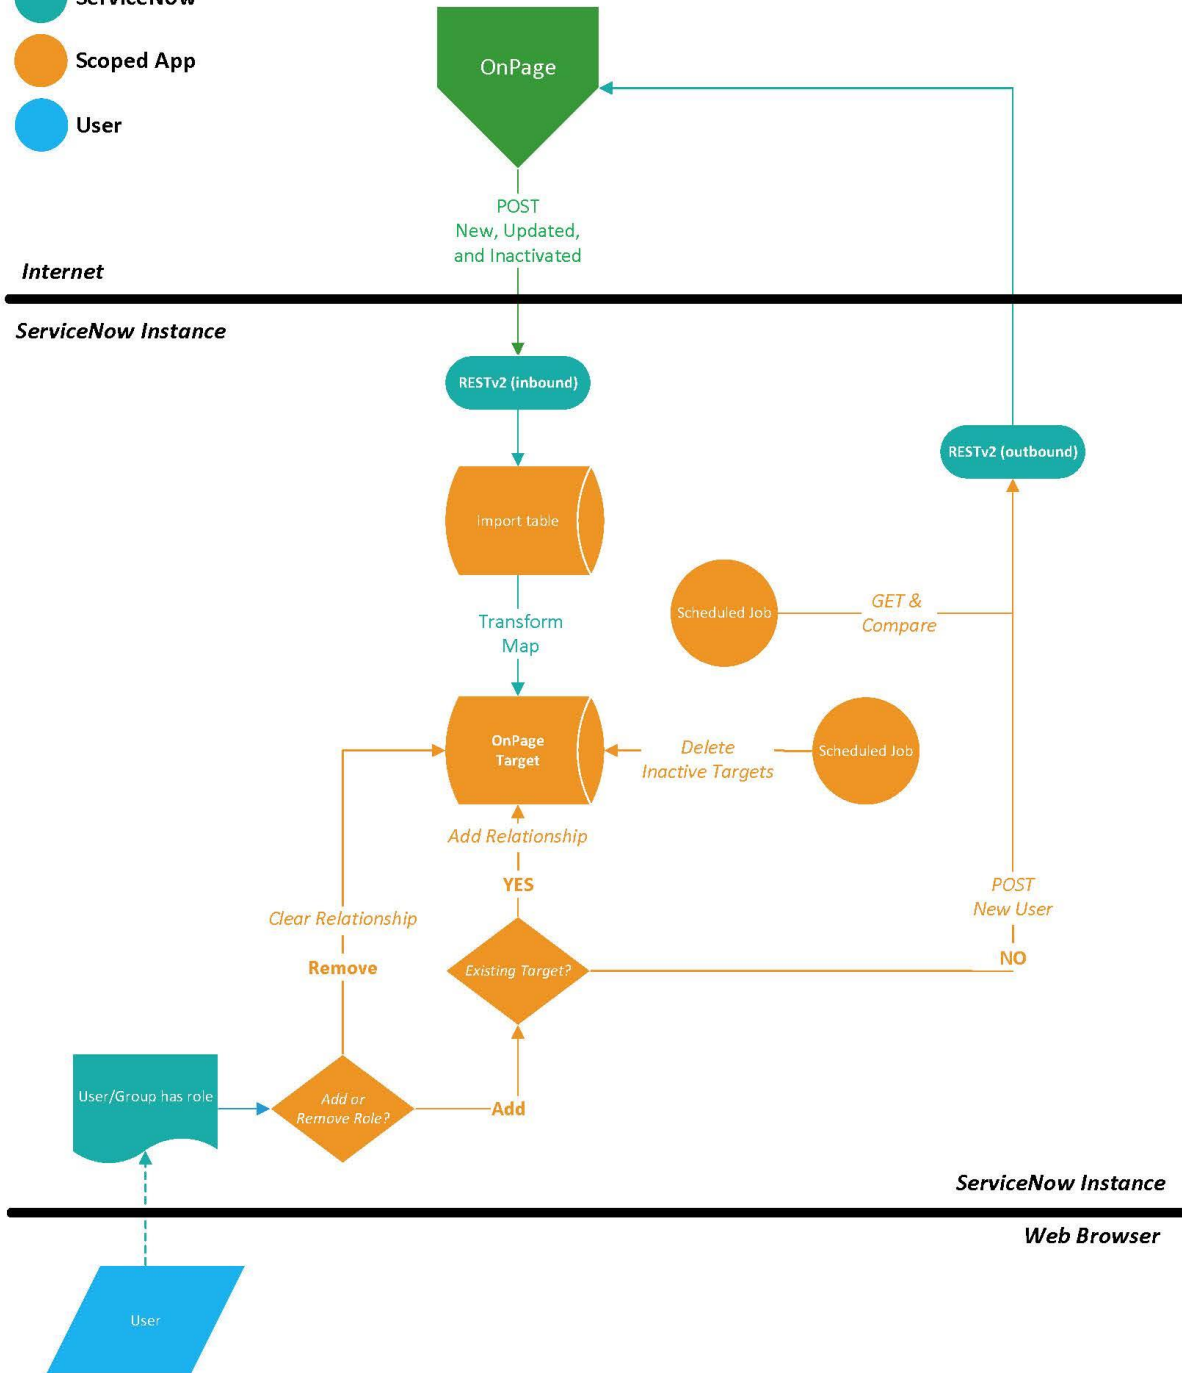 ServiceNow
Scoped App
User
OnPage
POST
New, Updated,
and Inactivated
Internet
ServiceNow Instance
RESTv2 (inbound)
RESTv2 (outbound)
Import table
Scheduled Job
GET &
Compare
Transform
Map
OnPage
Target
Delete
Inactive Targets
Scheduled Job
Add Relationship
YES
POST
New User
Clear Relationship
Remove
Existing Target?
NO
User/Group has role
Add or
Remove Role?
Add
ServiceNow Instance
Web Browser
User